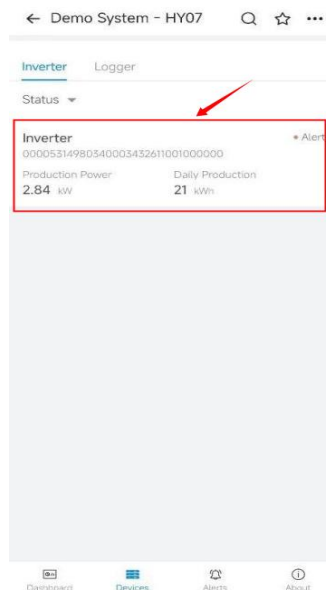 ← Demo System - HY07
Inverter Logger
Status
Inverter • Alert
Production Power Daily Production
2.84 kW 21 kWh
Dashboard Devices Alerts About